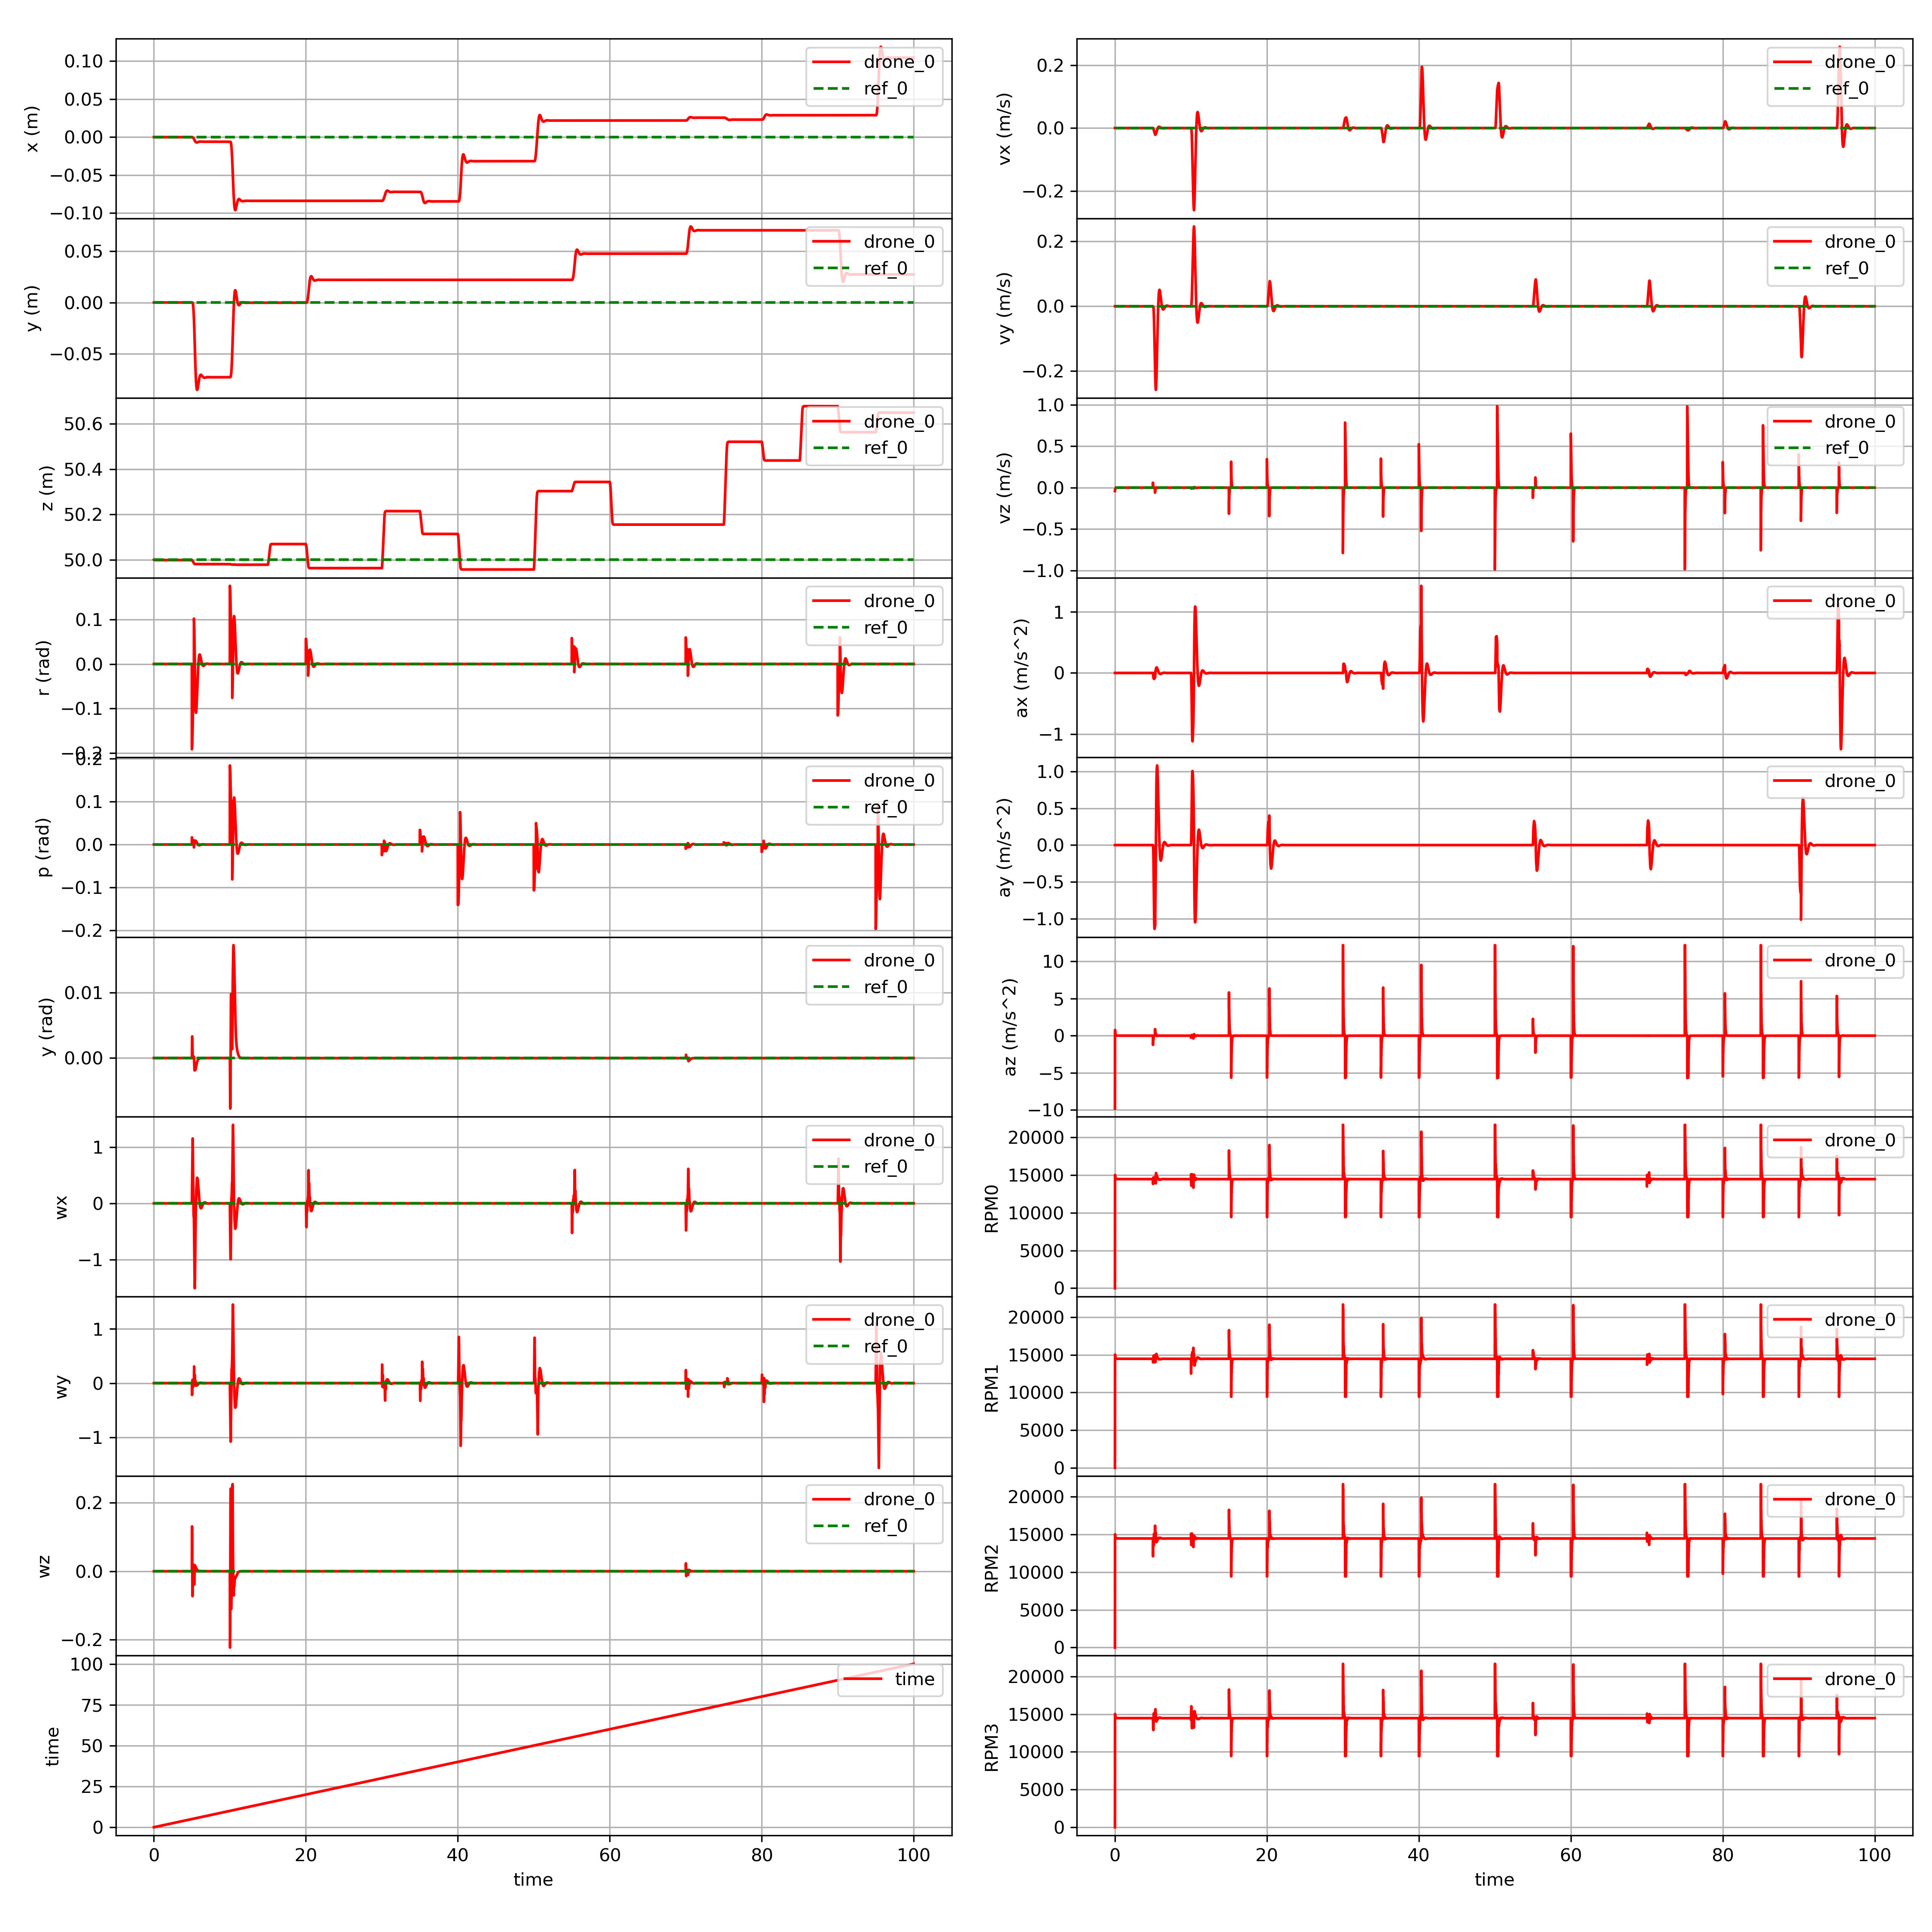 0.10
0.05
0.00
−0.05
−0.10
x (m)
drone_0
ref_0
0.05
0.00
−0.05
y (m)
drone_0
ref_0
50.6
50.4
50.2
50.0
z (m)
drone_0
ref_0
0.1
0.0
−0.1
−0.2
r (rad)
drone_0
ref_0
0.2
0.1
0.0
−0.1
−0.2
p (rad)
drone_0
ref_0
0.01
0.00
y (rad)
drone_0
ref_0
1
0
−1
wx
drone_0
ref_0
1
0
−1
wy
drone_0
ref_0
0.2
0.0
−0.2
wz
drone_0
ref_0
100
75
50
25
0
time
time
0 20 40 60 80 100
time
0.2
0.0
−0.2
vx (m/s)
drone_0
ref_0
0.2
0.0
−0.2
vy (m/s)
drone_0
ref_0
1.0
0.5
0.0
−0.5
−1.0
vz (m/s)
drone_0
ref_0
1
0
−1
ax (m/s^2)
drone_0
1.0
0.5
0.0
−0.5
−1.0
ay (m/s^2)
drone_0
10
5
0
−5
−10
az (m/s^2)
drone_0
20000
15000
10000
5000
0
RPM0
drone_0
20000
15000
10000
5000
0
RPM1
drone_0
20000
15000
10000
5000
0
RPM2
drone_0
20000
15000
10000
5000
0
RPM3
drone_0
0 20 40 60 80 100
time